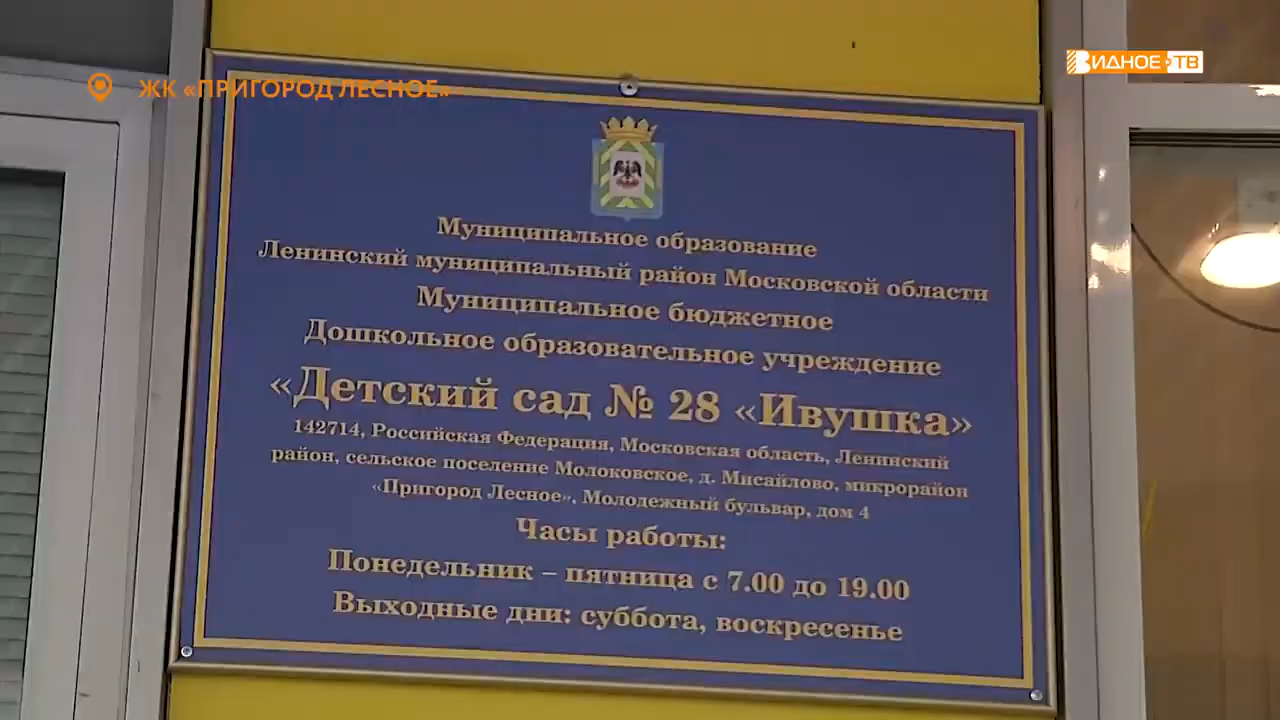 ЖК «ПРИГОРОД ЛЕСНОЕ»
ВИДНОЕ ТВ
Муниципальное образование
Ленинский муниципальный район Московской области
Муниципальное бюджетное
Дошкольное образовательное учреждение
«Детский сад № 28 «Ивушка»
142714, Российская Федерация, Московская область, Ленинский
район, сельское поселение Молоковское, д. Мисайлово, микрорайон
«Пригород Лесное», Молодежный бульвар, дом 4
Часы работы:
Понедельник – пятница с 7.00 до 19.00
Выходные дни: суббота, воскресенье